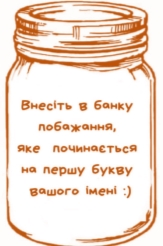 Внесіть в банку
побажання,
яке починається
на першу букву
вашого імені :)